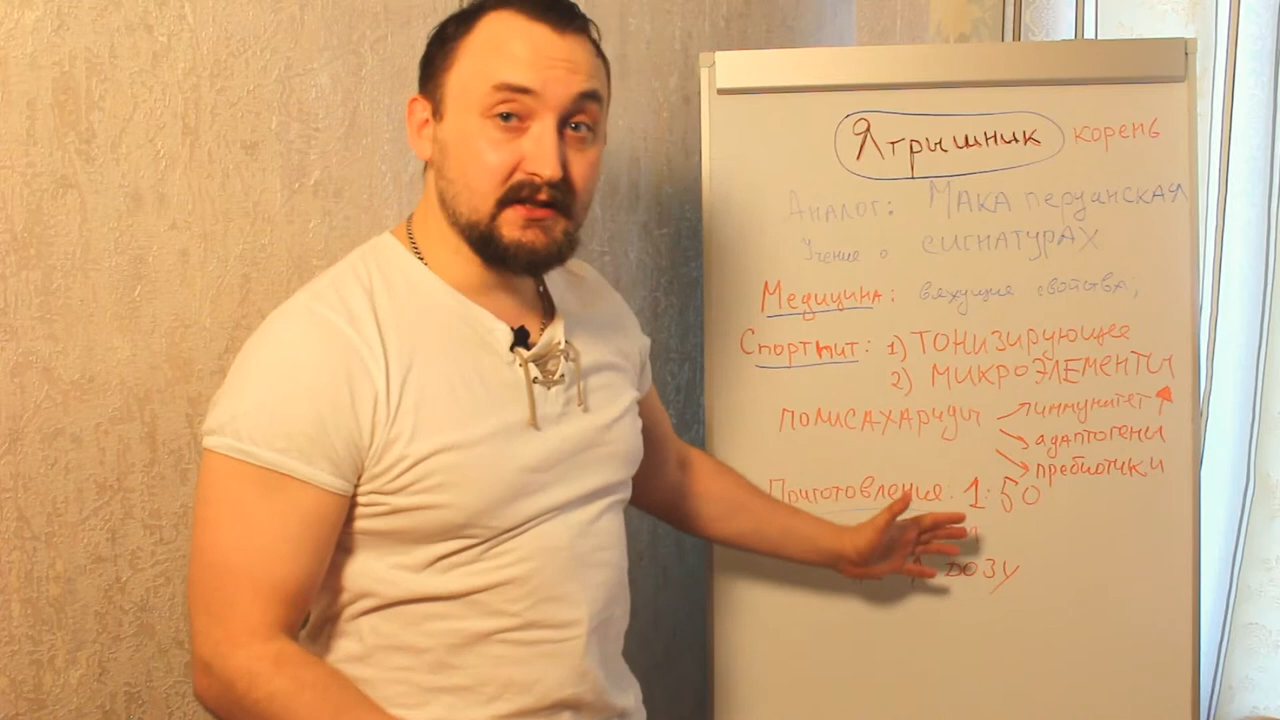 Ятрышник корень
Аналог: Мака перуанская
Учение о сигнатурах
Медицина: вяжущие свойства,
Спортпит: 1) тонизирующее
2) микроэлементы
полисахариды иммунитет
адаптогены
пребиотики
Приготовление: 1:50
дозу